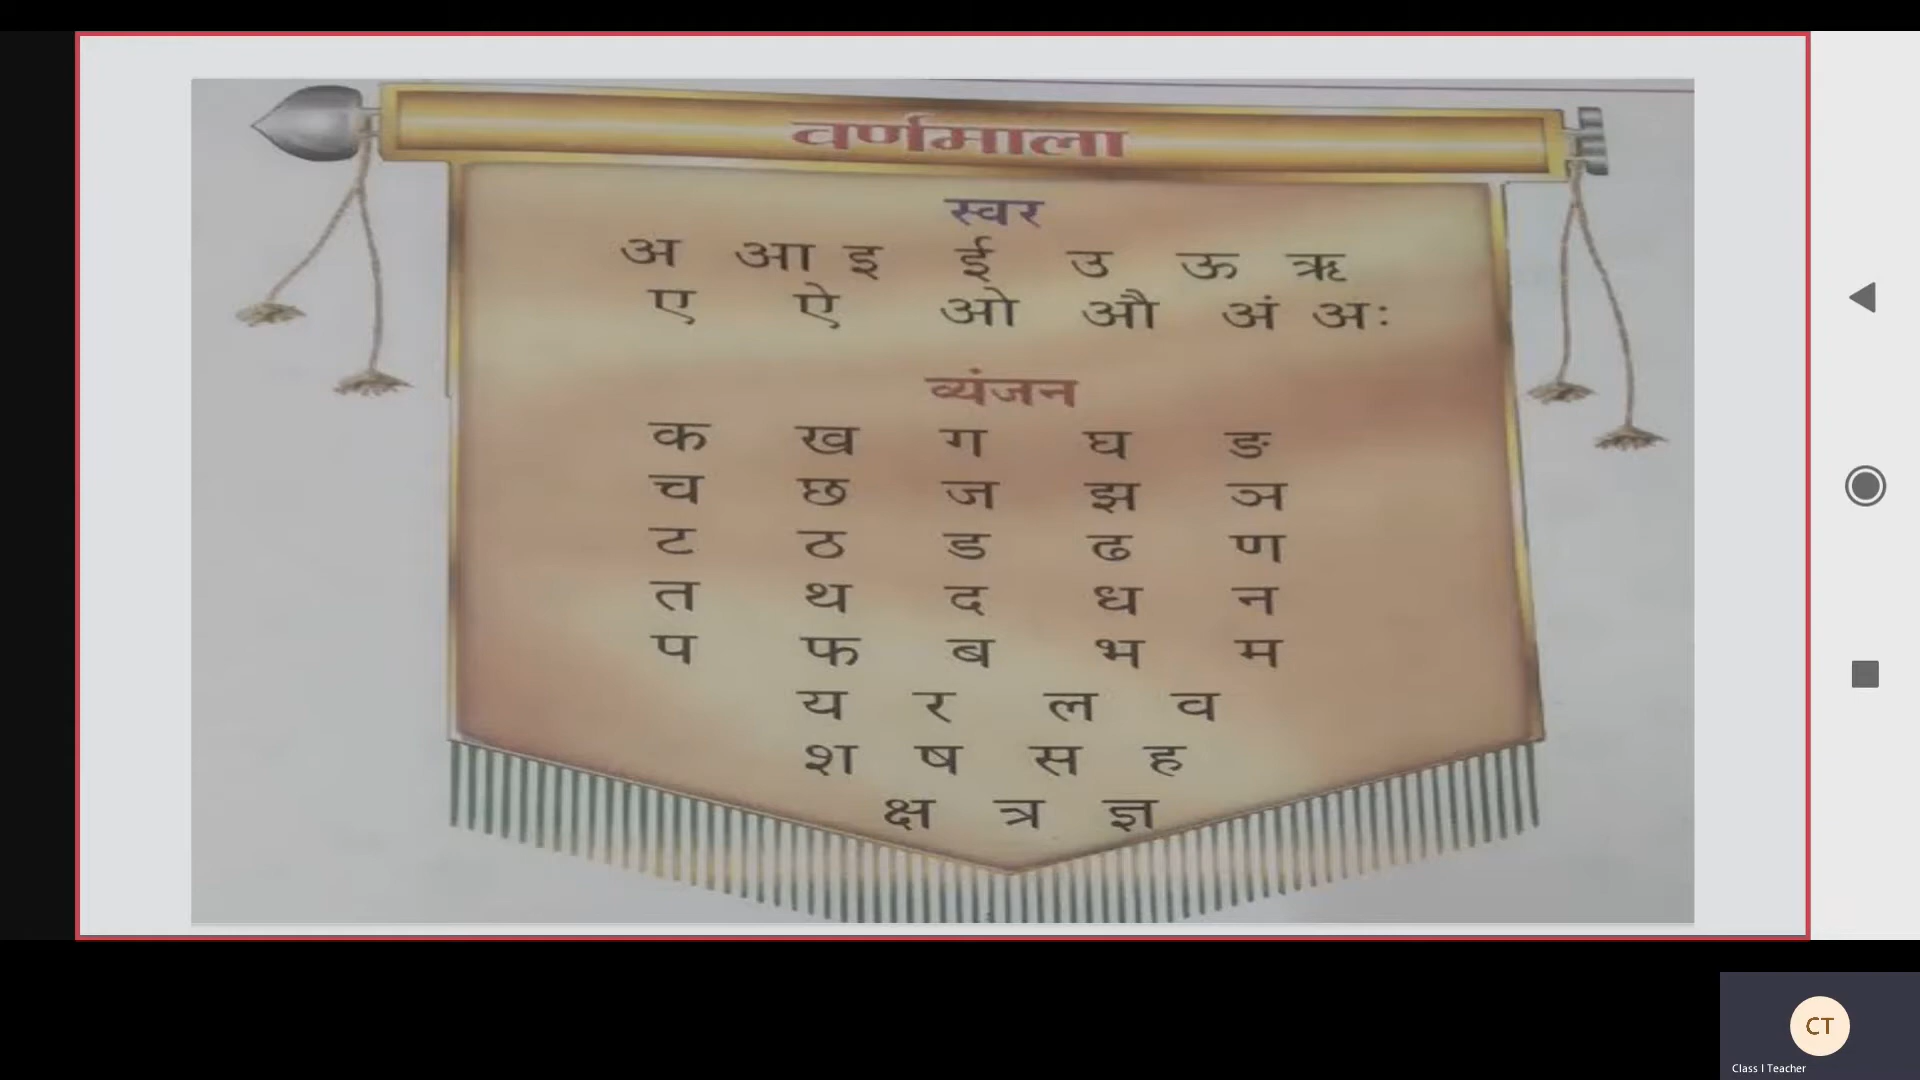 वर्णमाला
स्वर
अ आ इ ई उ ऊ ऋ
ए ऐ ओ औ अं अः
व्यंजन
क ख ग घ ङ
च छ ज झ ञ
ट ठ ड ढ ण
त थ द ध न
प फ ब भ म
य र ल व
श ष स ह
क्ष त्र ज्ञ
CT
Class I Teacher